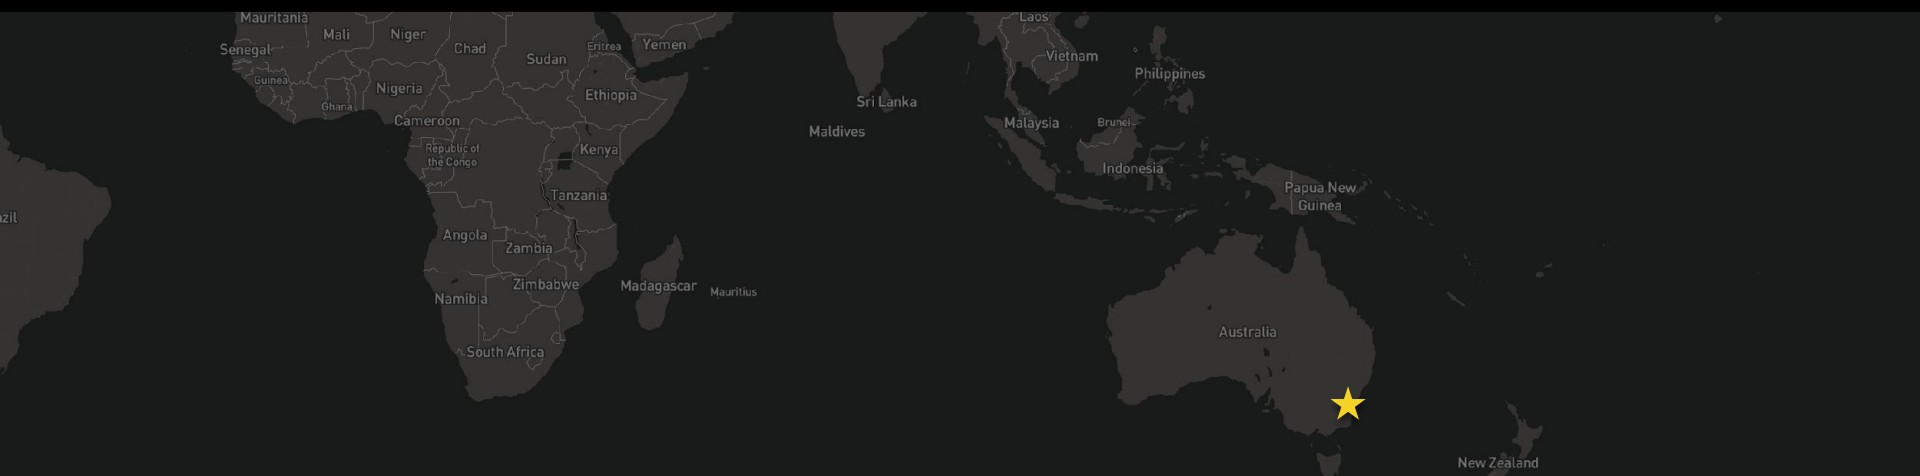 Mauritania
Mali
Niger
Chad
Senegal
Sudan
Eritrea
Yemen
Guinea
Nigeria
Ghana
Ethiopia
Cameroon
Republic of
the Congo
Kenya
Tanzania
Angola
Zambia
Zimbabwe
Namibia
Madagascar
Mauritius
South Africa
zil
Sri Lanka
Maldives
Laos
Vietnam
Philippines
Malaysia
Brunei
Indonesia
Papua New
Guinea
Australia
New Zealand